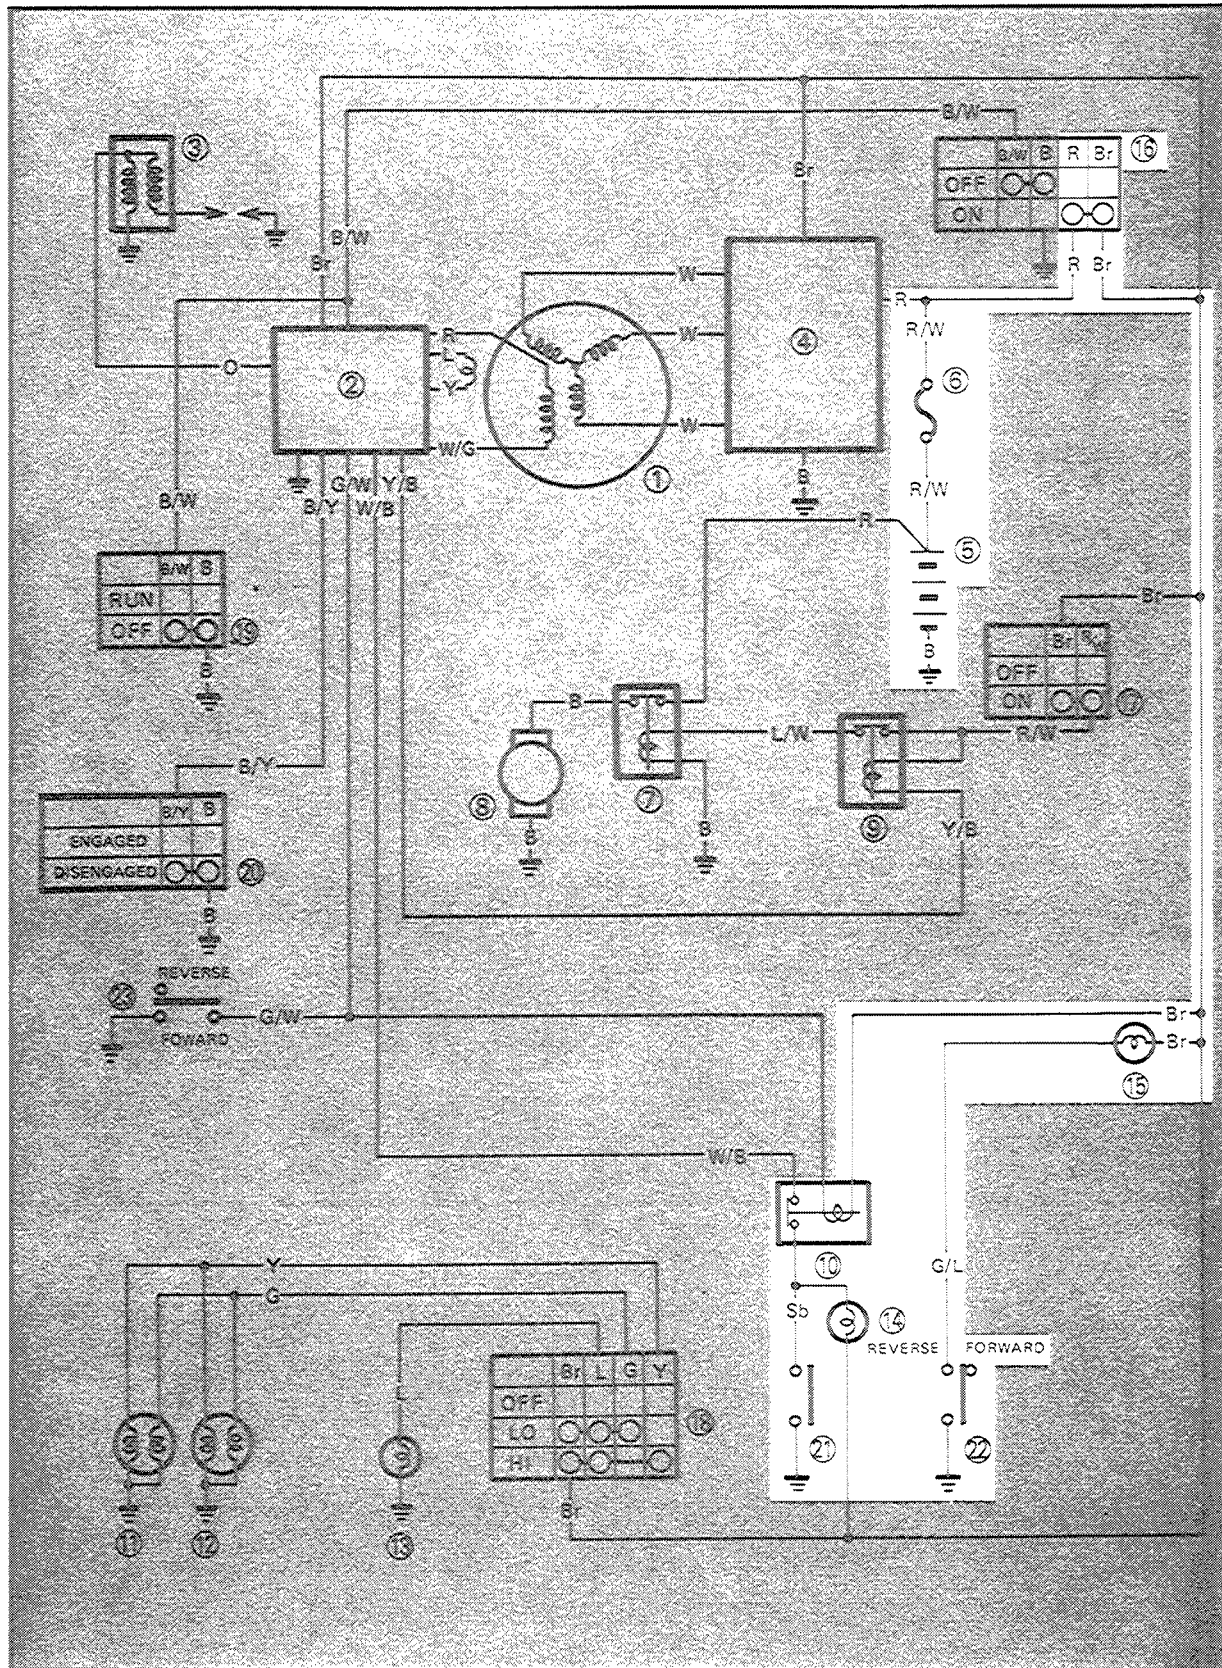 B/W
③
B/W B R Br ⑯
OFF
ON
Br
B/W
Br
R Br
W
R
R/W
O
R
L
Y
②
W
④
⑥
W
W/G
①
G/W Y/B
B/Y W/B
B
R/W
B/W
R
⑤
B/W B
RUN
OFF ⑲
B
Br
B
Br R/W
OFF
ON ⑰
B
L/W
R/W
B/Y
⑧
⑦
⑨
B/Y B
ENGAGED
DISENGAGED ⑳
B
B
Y/B
B
REVERSE
㉓
G/W
FOWARD
Br
Br
⑮
W/B
⑩
Y
G
G/L
Sb
⑭
REVERSE FORWARD
Br L G Y
OFF
LO
HI
⑱
L
㉑
㉒
Br
⑪ ⑫ ⑬